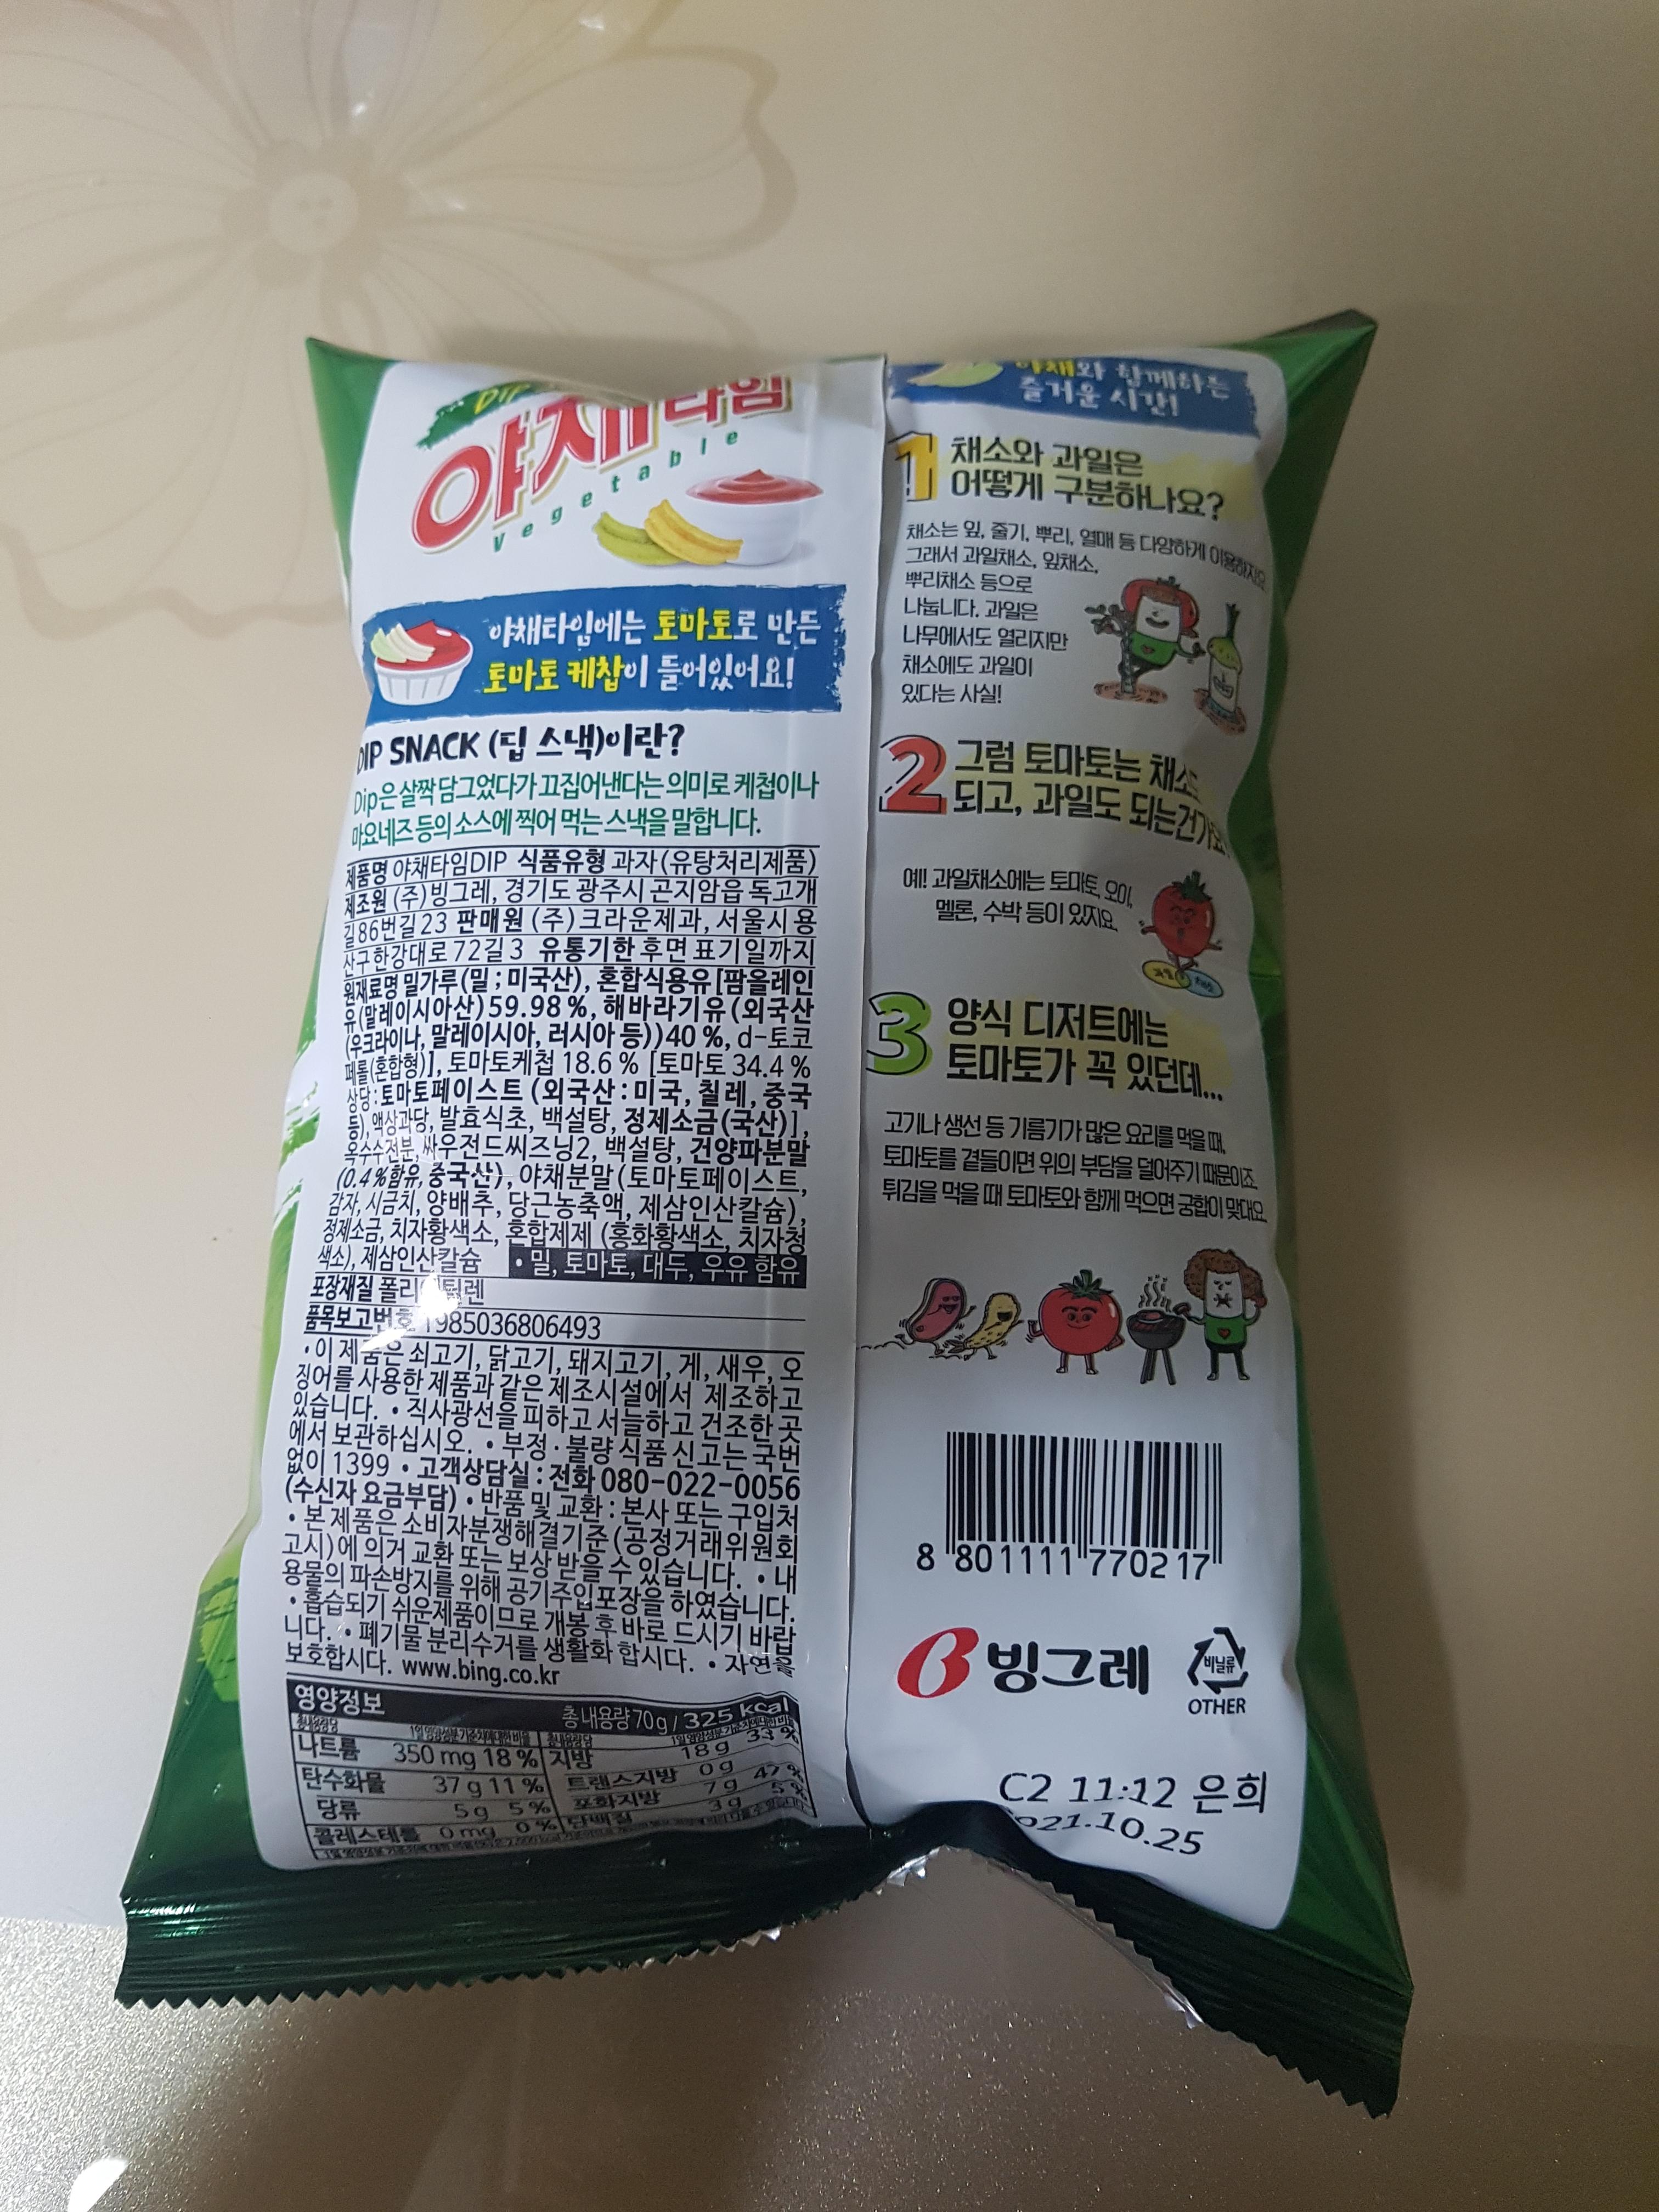 DIP
야채타임
Vegetable
야채타임에는 토마토로 만든
토마토 케찹이 들어있어요!
DIP SNACK (딥 스낵)이란?
Dip은 살짝 담그었다가 끄집어낸다는 의미로 케첩이나
마요네즈 등의 소스에 찍어 먹는 스낵을 말합니다.
제품명 야채타임DIP 식품유형 과자(유탕처리제품)
제조원 (주)빙그레, 경기도 광주시 곤지암읍 독고개
길86번길23 판매원 (주)크라운제과, 서울시 용
산구 한강대로 72길 3 유통기한 후면 표기일까지
원재료명 밀가루(밀;미국산), 혼합식용유[팜올레인
유(말레이시아산)59.98%, 해바라기유(외국산
(우크라이나, 말레이시아, 러시아 등))40%, d-토코
페롤(혼합형)], 토마토케첩 18.6% [토마토 34.4%
상당:토마토페이스트(외국산:미국, 칠레, 중국
등), 액상과당, 발효식초, 백설탕, 정제소금(국산)],
옥수수전분, 싸우전드씨즈닝2, 백설탕, 건양파분말
(0.4%함유, 중국산), 야채분말(토마토페이스트,
감자, 시금치, 양배추, 당근농축액, 제삼인산칼슘),
정제소금, 치자황색소, 혼합제제 (홍화황색소, 치자청
색소), 제삼인산칼슘 •밀, 토마토, 대두, 우유 함유
포장재질 폴리 틸렌
품목보고번호 1985036806493
•이 제품은 쇠고기, 닭고기, 돼지고기, 게, 새우, 오
징어를 사용한 제품과 같은 제조시설에서 제조하고
있습니다. •직사광선을 피하고 서늘하고 건조한 곳
에서 보관하십시오. •부정·불량 식품 신고는 국번
없이 1399 •고객상담실:전화 080-022-0056
(수신자 요금부담) •반품 및 교환:본사 또는 구입처
•본 제품은 소비자분쟁해결기준(공정거래위원회
고시)에 의거 교환 또는 보상 받을 수 있습니다. •내
용물의 파손방지를 위해 공기주입포장을 하였습니다.
•흡습되기 쉬운제품이므로 개봉 후 바로 드시기 바랍
니다. •폐기물 분리수거를 생활화 합시다. •자연을
보호합시다. www.bing.co.kr
영양정보 총 내용량 70g / 325 kcal
총내용량당 1일 영양성분 기준치에 대한 비율 총내용량당 1일 영양성분 기준치에 대한 비율
나트륨 350 mg 18% 지방 18 g 33%
탄수화물 37 g 11% 트랜스지방 0 g
당류 5 g 5% 포화지방 7 g 47%
콜레스테롤 0 mg 0% 단백질 3 g 5%
야채와 함께하는
즐거운 시간!
1 채소와 과일은
어떻게 구분하나요?
채소는 잎, 줄기, 뿌리, 열매 등 다양하게 이용하지요.
그래서 과일채소, 잎채소,
뿌리채소 등으로
나눕니다. 과일은
나무에서도 열리지만
채소에도 과일이
있다는 사실!
2 그럼 토마토는 채소도
되고, 과일도 되는건가요?
예! 과일채소에는 토마토, 오이,
멜론, 수박 등이 있지요.
과일 채소
3 양식 디저트에는
토마토가 꼭 있던데...
고기나 생선 등 기름기가 많은 요리를 먹을 때,
토마토를 곁들이면 위의 부담을 덜어주기 때문이죠.
튀김을 먹을 때 토마토와 함께 먹으면 궁합이 맞대요.
8 801111 770217
빙그레
비닐류
OTHER
C2 11:12 은희
2021.10.25